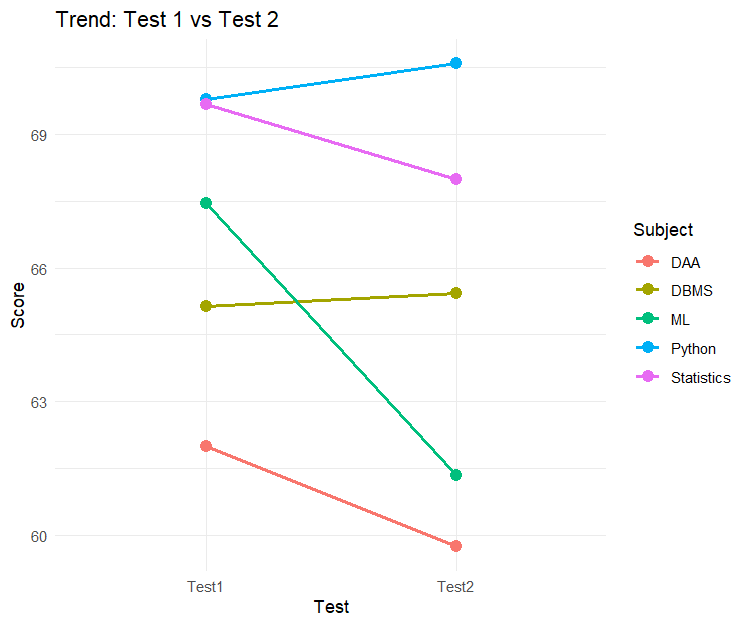 Trend: Test 1 vs Test 2
Score
69
66
63
60
Test1
Test2
Test
Subject
DAA
DBMS
ML
Python
Statistics